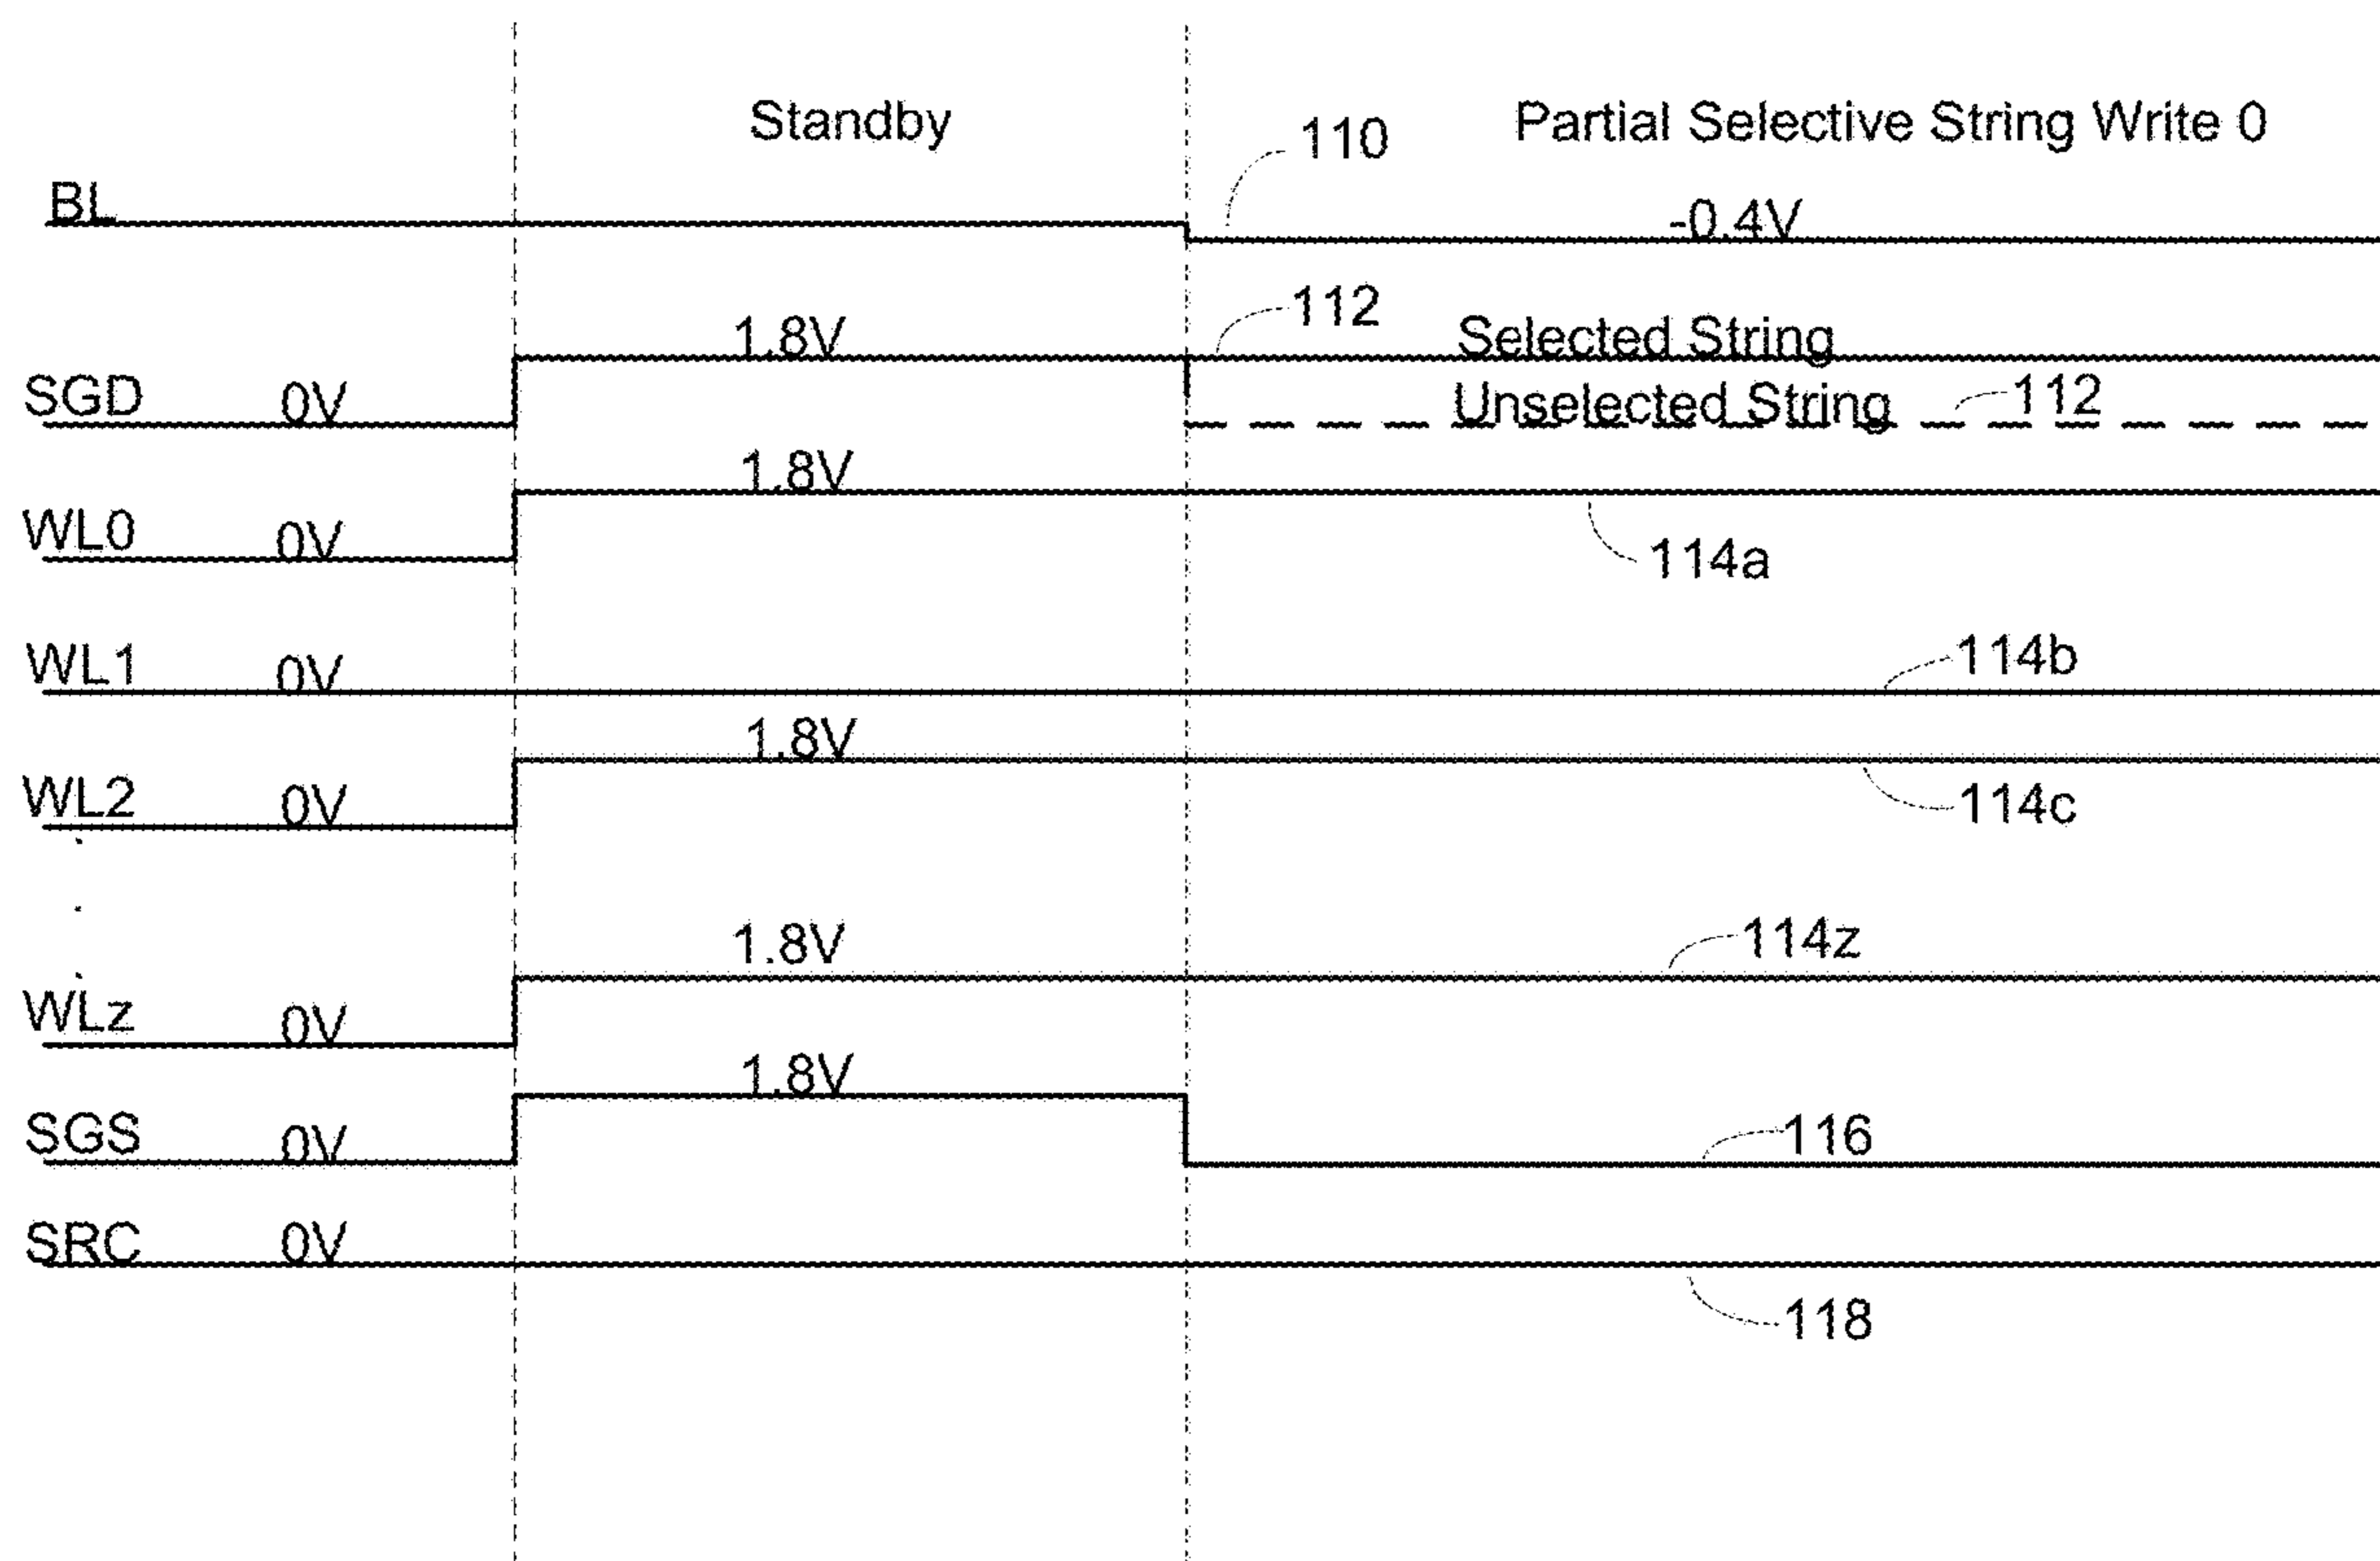 Standby
110
Partial Selective String Write 0
BL
-0.4V
1.8V
112
Selected String
SGD
0V
Unselected String
112
1.8V
WL0
0V
114a
WL1
0V
114b
1.8V
WL2
0V
114c
1.8V
114z
WLz
0V
1.8V
SGS
0V
116
SRC
0V
118